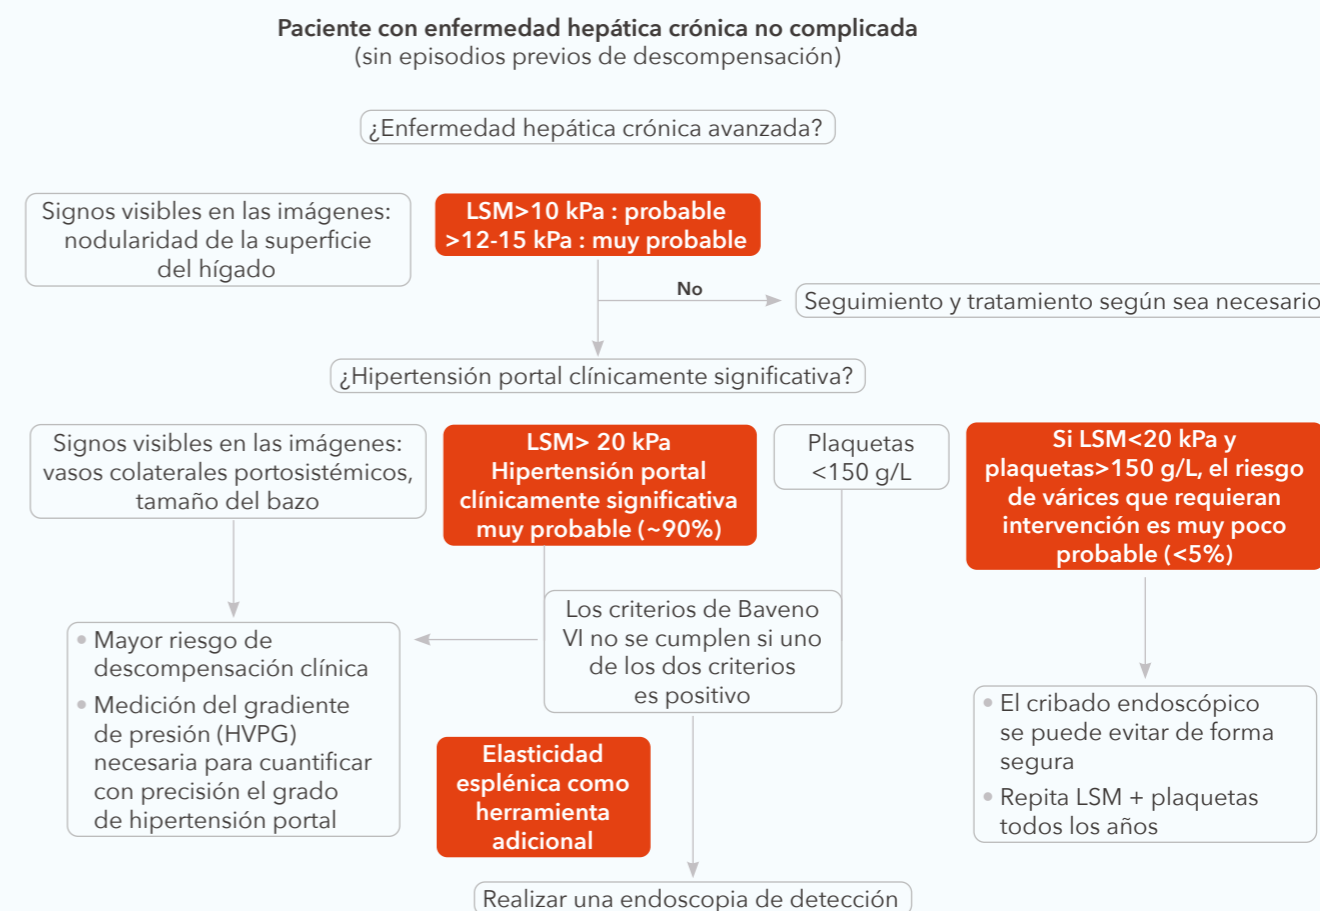 Paciente con enfermedad hepática crónica no complicada
(sin episodios previos de descompensación)
¿Enfermedad hepática crónica avanzada?
Signos visibles en las imágenes:
nodularidad de la superficie
del hígado
LSM>10 kPa : probable
>12-15 kPa : muy probable
No
Seguimiento y tratamiento según sea necesario
¿Hipertensión portal clínicamente significativa?
Signos visibles en las imágenes:
vasos colaterales portosistémicos,
tamaño del bazo
LSM> 20 kPa
Hipertensión portal
clínicamente significativa
muy probable (~90%)
Plaquetas
<150 g/L
Si LSM<20 kPa y
plaquetas>150 g/L, el riesgo
de várices que requieran
intervención es muy poco
probable (<5%)
• Mayor riesgo de
descompensación clínica
• Medición del gradiente
de presión (HVPG)
necesaria para cuantificar
con precisión el grado
de hipertensión portal
Los criterios de Baveno
VI no se cumplen si uno
de los dos criterios
es positivo
Elasticidad
esplénica como
herramienta
adicional
• El cribado endoscópico
se puede evitar de forma
segura
• Repita LSM + plaquetas
todos los años
Realizar una endoscopia de detección